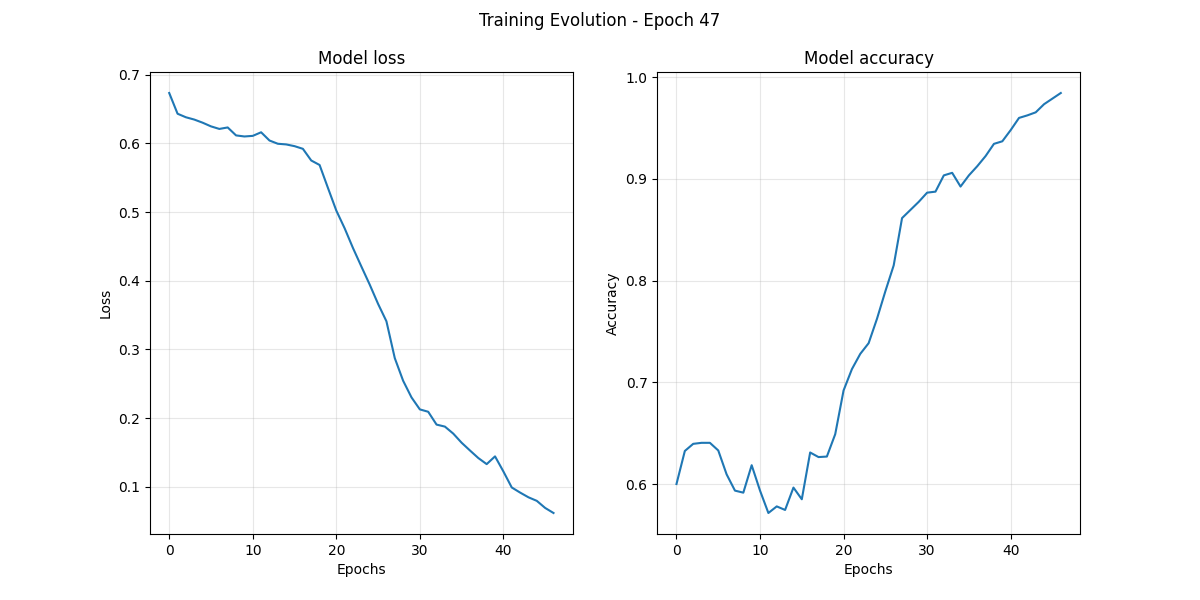 Training Evolution - Epoch 47
Model loss
0.7
0.6
0.5
0.4
0.3
0.2
0.1
Loss
0 10 20 30 40
Epochs
Model accuracy
1.0
0.9
0.8
0.7
0.6
Accuracy
0 10 20 30 40
Epochs